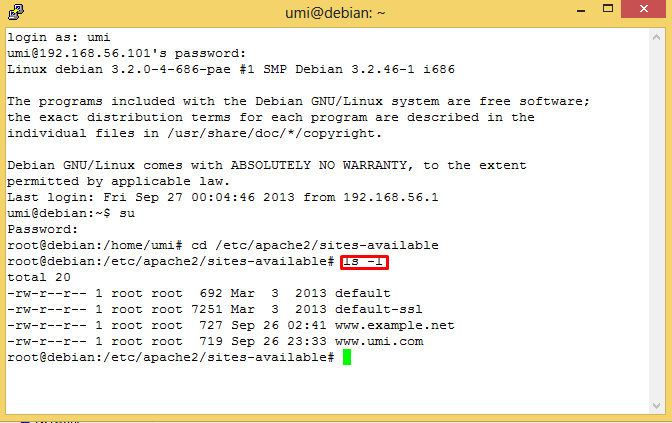 umi@debian: ~
login as: umi
umi@192.168.56.101's password:
Linux debian 3.2.0-4-686-pae #1 SMP Debian 3.2.46-1 i686
The programs included with the Debian GNU/Linux system are free software;
the exact distribution terms for each program are described in the
individual files in /usr/share/doc/*/copyright.
Debian GNU/Linux comes with ABSOLUTELY NO WARRANTY, to the extent
permitted by applicable law.
Last login: Fri Sep 27 00:04:46 2013 from 192.168.56.1
umi@debian:~$ su
Password:
root@debian:/home/umi# cd /etc/apache2/sites-available
root@debian:/etc/apache2/sites-available# ls -l
total 20
-rw-r--r-- 1 root root  692 Mar  3  2013 default
-rw-r--r-- 1 root root 7251 Mar  3  2013 default-ssl
-rw-r--r-- 1 root root  727 Sep 26 02:41 www.example.net
-rw-r--r-- 1 root root  719 Sep 26 23:33 www.umi.com
root@debian:/etc/apache2/sites-available#